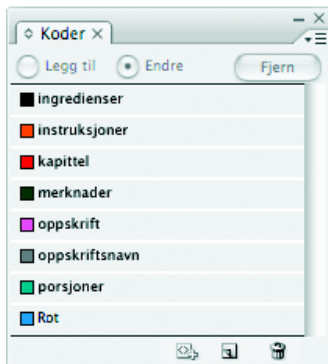 Koder
Legg til Endre Fjern
ingredienser
instruksjoner
kapittel
merknader
oppskrift
oppskriftsnavn
porsjoner
Rot